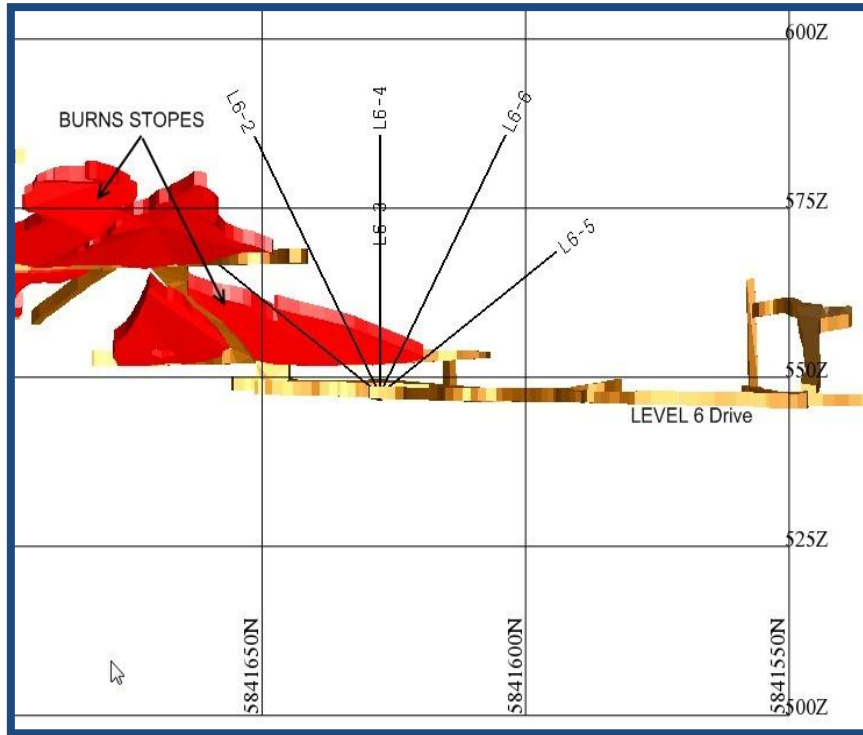 600Z
L6-2
L6-4
L6-6
BURNS STOPES
575Z
L6-3
L6-5
550Z
LEVEL 6 Drive
525Z
5841650N
5841600N
5841550N
500Z